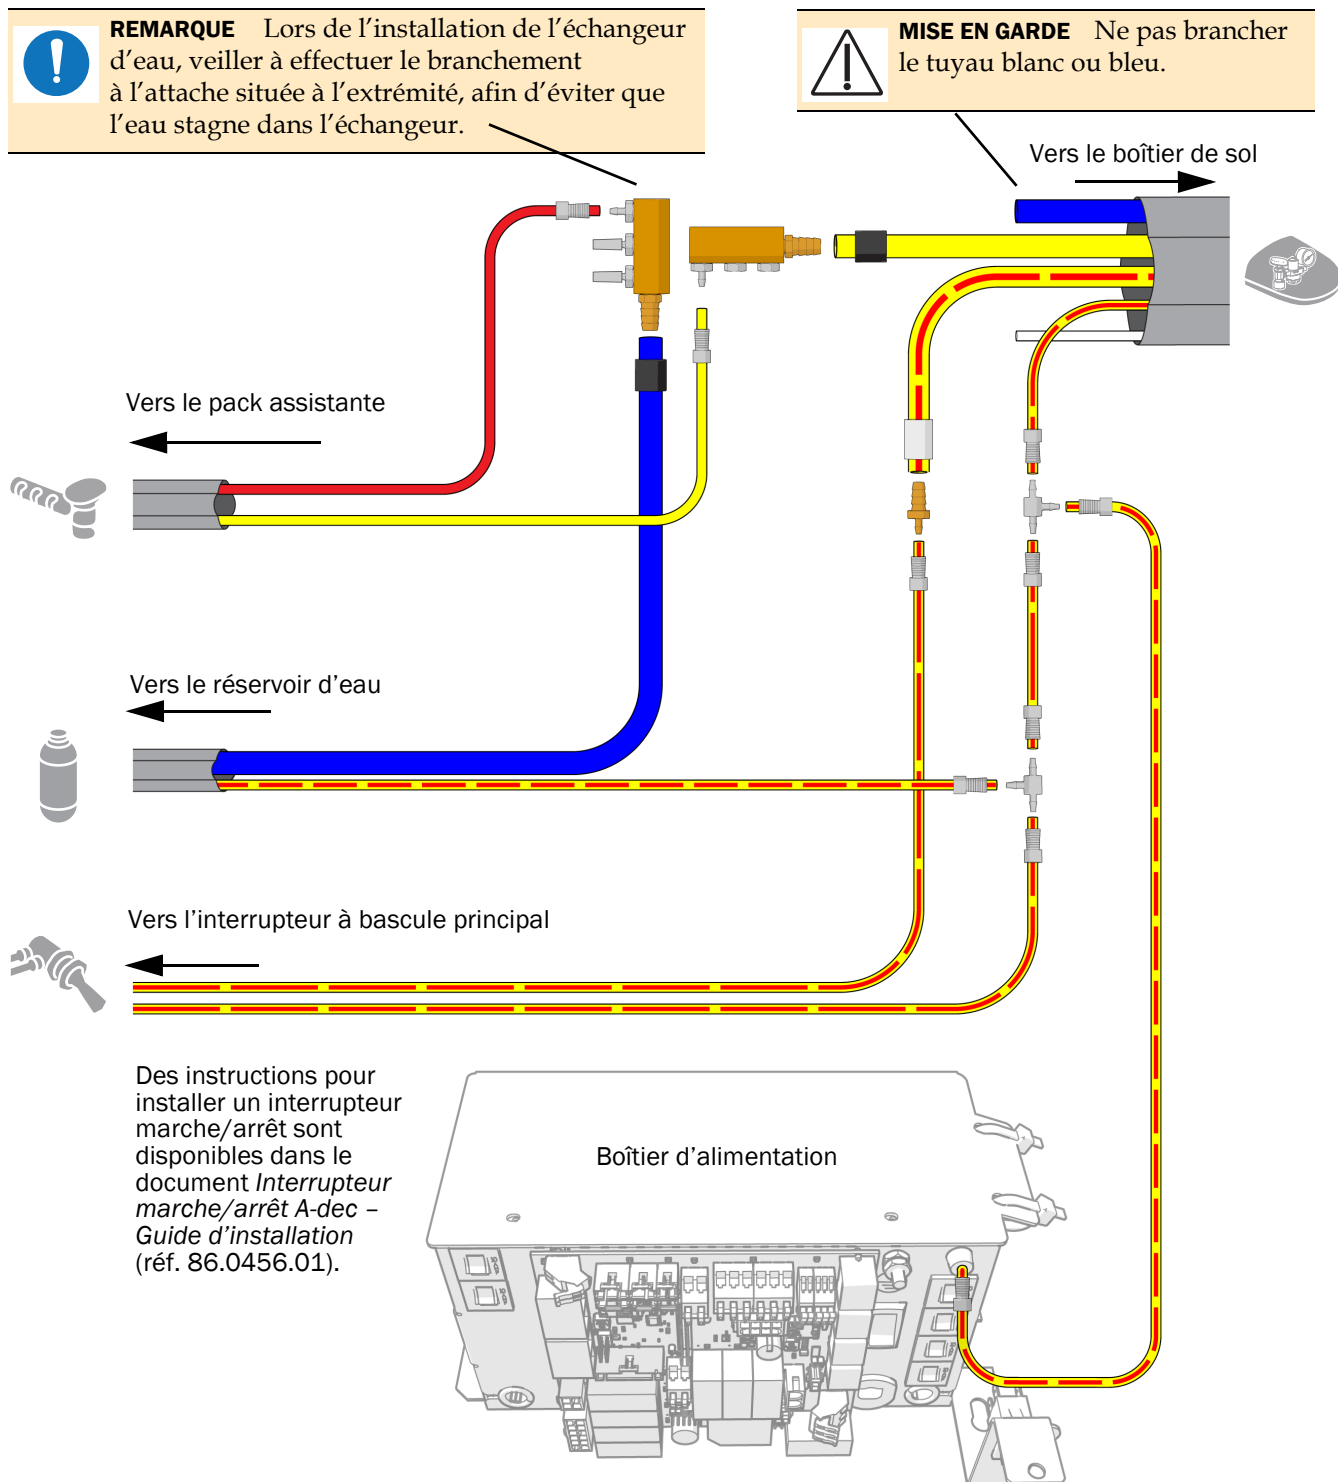 REMARQUE Lors de l'installation de l'échangeur
d'eau, veiller à effectuer le branchement
à l'attache située à l'extrémité, afin d'éviter que
l'eau stagne dans l'échangeur.
MISE EN GARDE Ne pas brancher
le tuyau blanc ou bleu.
Vers le boîtier de sol
Vers le pack assistante
Vers le réservoir d'eau
Vers l'interrupteur à bascule principal
Des instructions pour
installer un interrupteur
marche/arrêt sont
disponibles dans le
document Interrupteur
marche/arrêt A-dec –
Guide d'installation
(réf. 86.0456.01).
Boîtier d'alimentation